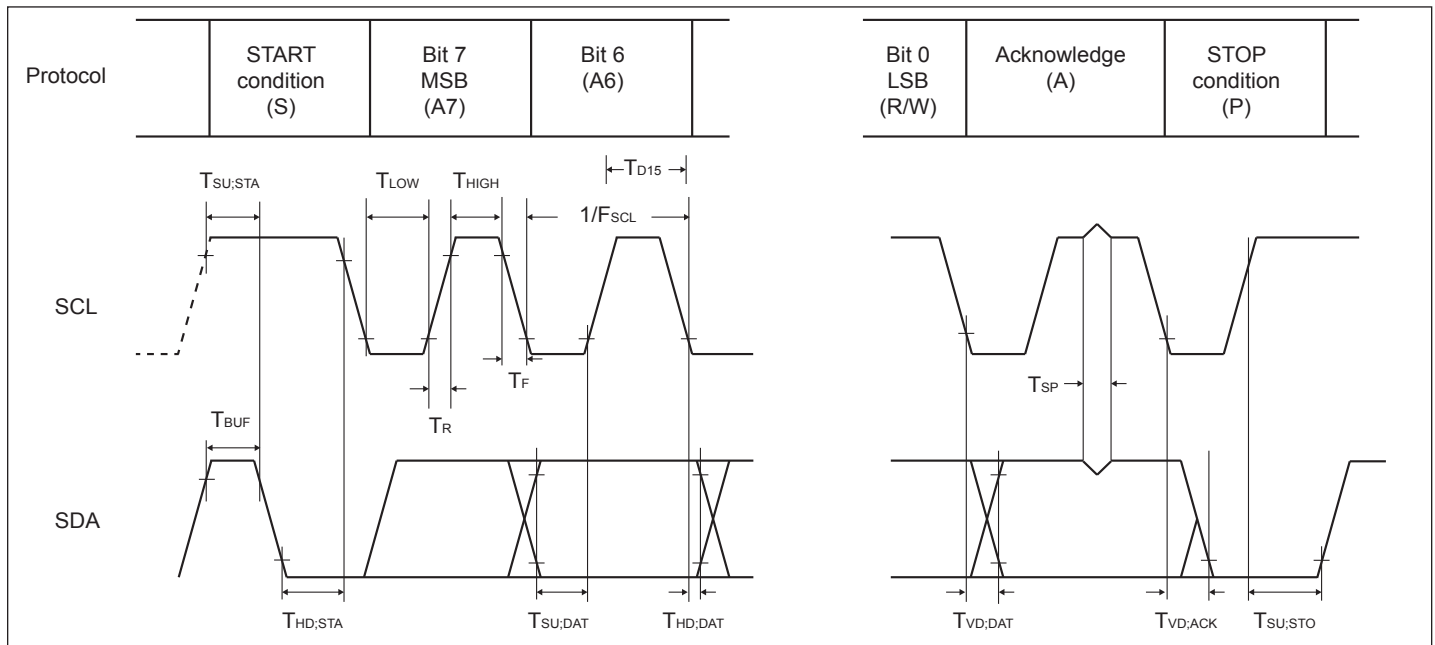 Protocol
START
condition
(S)
Bit 7
MSB
(A7)
Bit 6
(A6)
Bit 0
LSB
(R/W)
Acknowledge
(A)
STOP
condition
(P)
TSU;STA
TLOW
THIGH
TD15
1/FSCL
SCL
TF
TR
TSP
TBUF
SDA
THD;STA
TSU;DAT
THD;DAT
TVD;DAT
TVD;ACK
TSU;STO